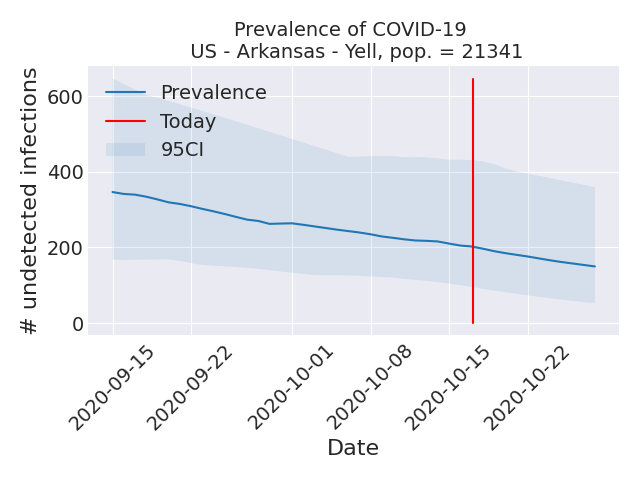 Prevalence of COVID-19
US - Arkansas - Yell, pop. = 21341
# undetected infections
600
400
200
0
Prevalence
Today
95CI
2020-09-15
2020-09-22
2020-10-01
2020-10-08
2020-10-15
2020-10-22
Date